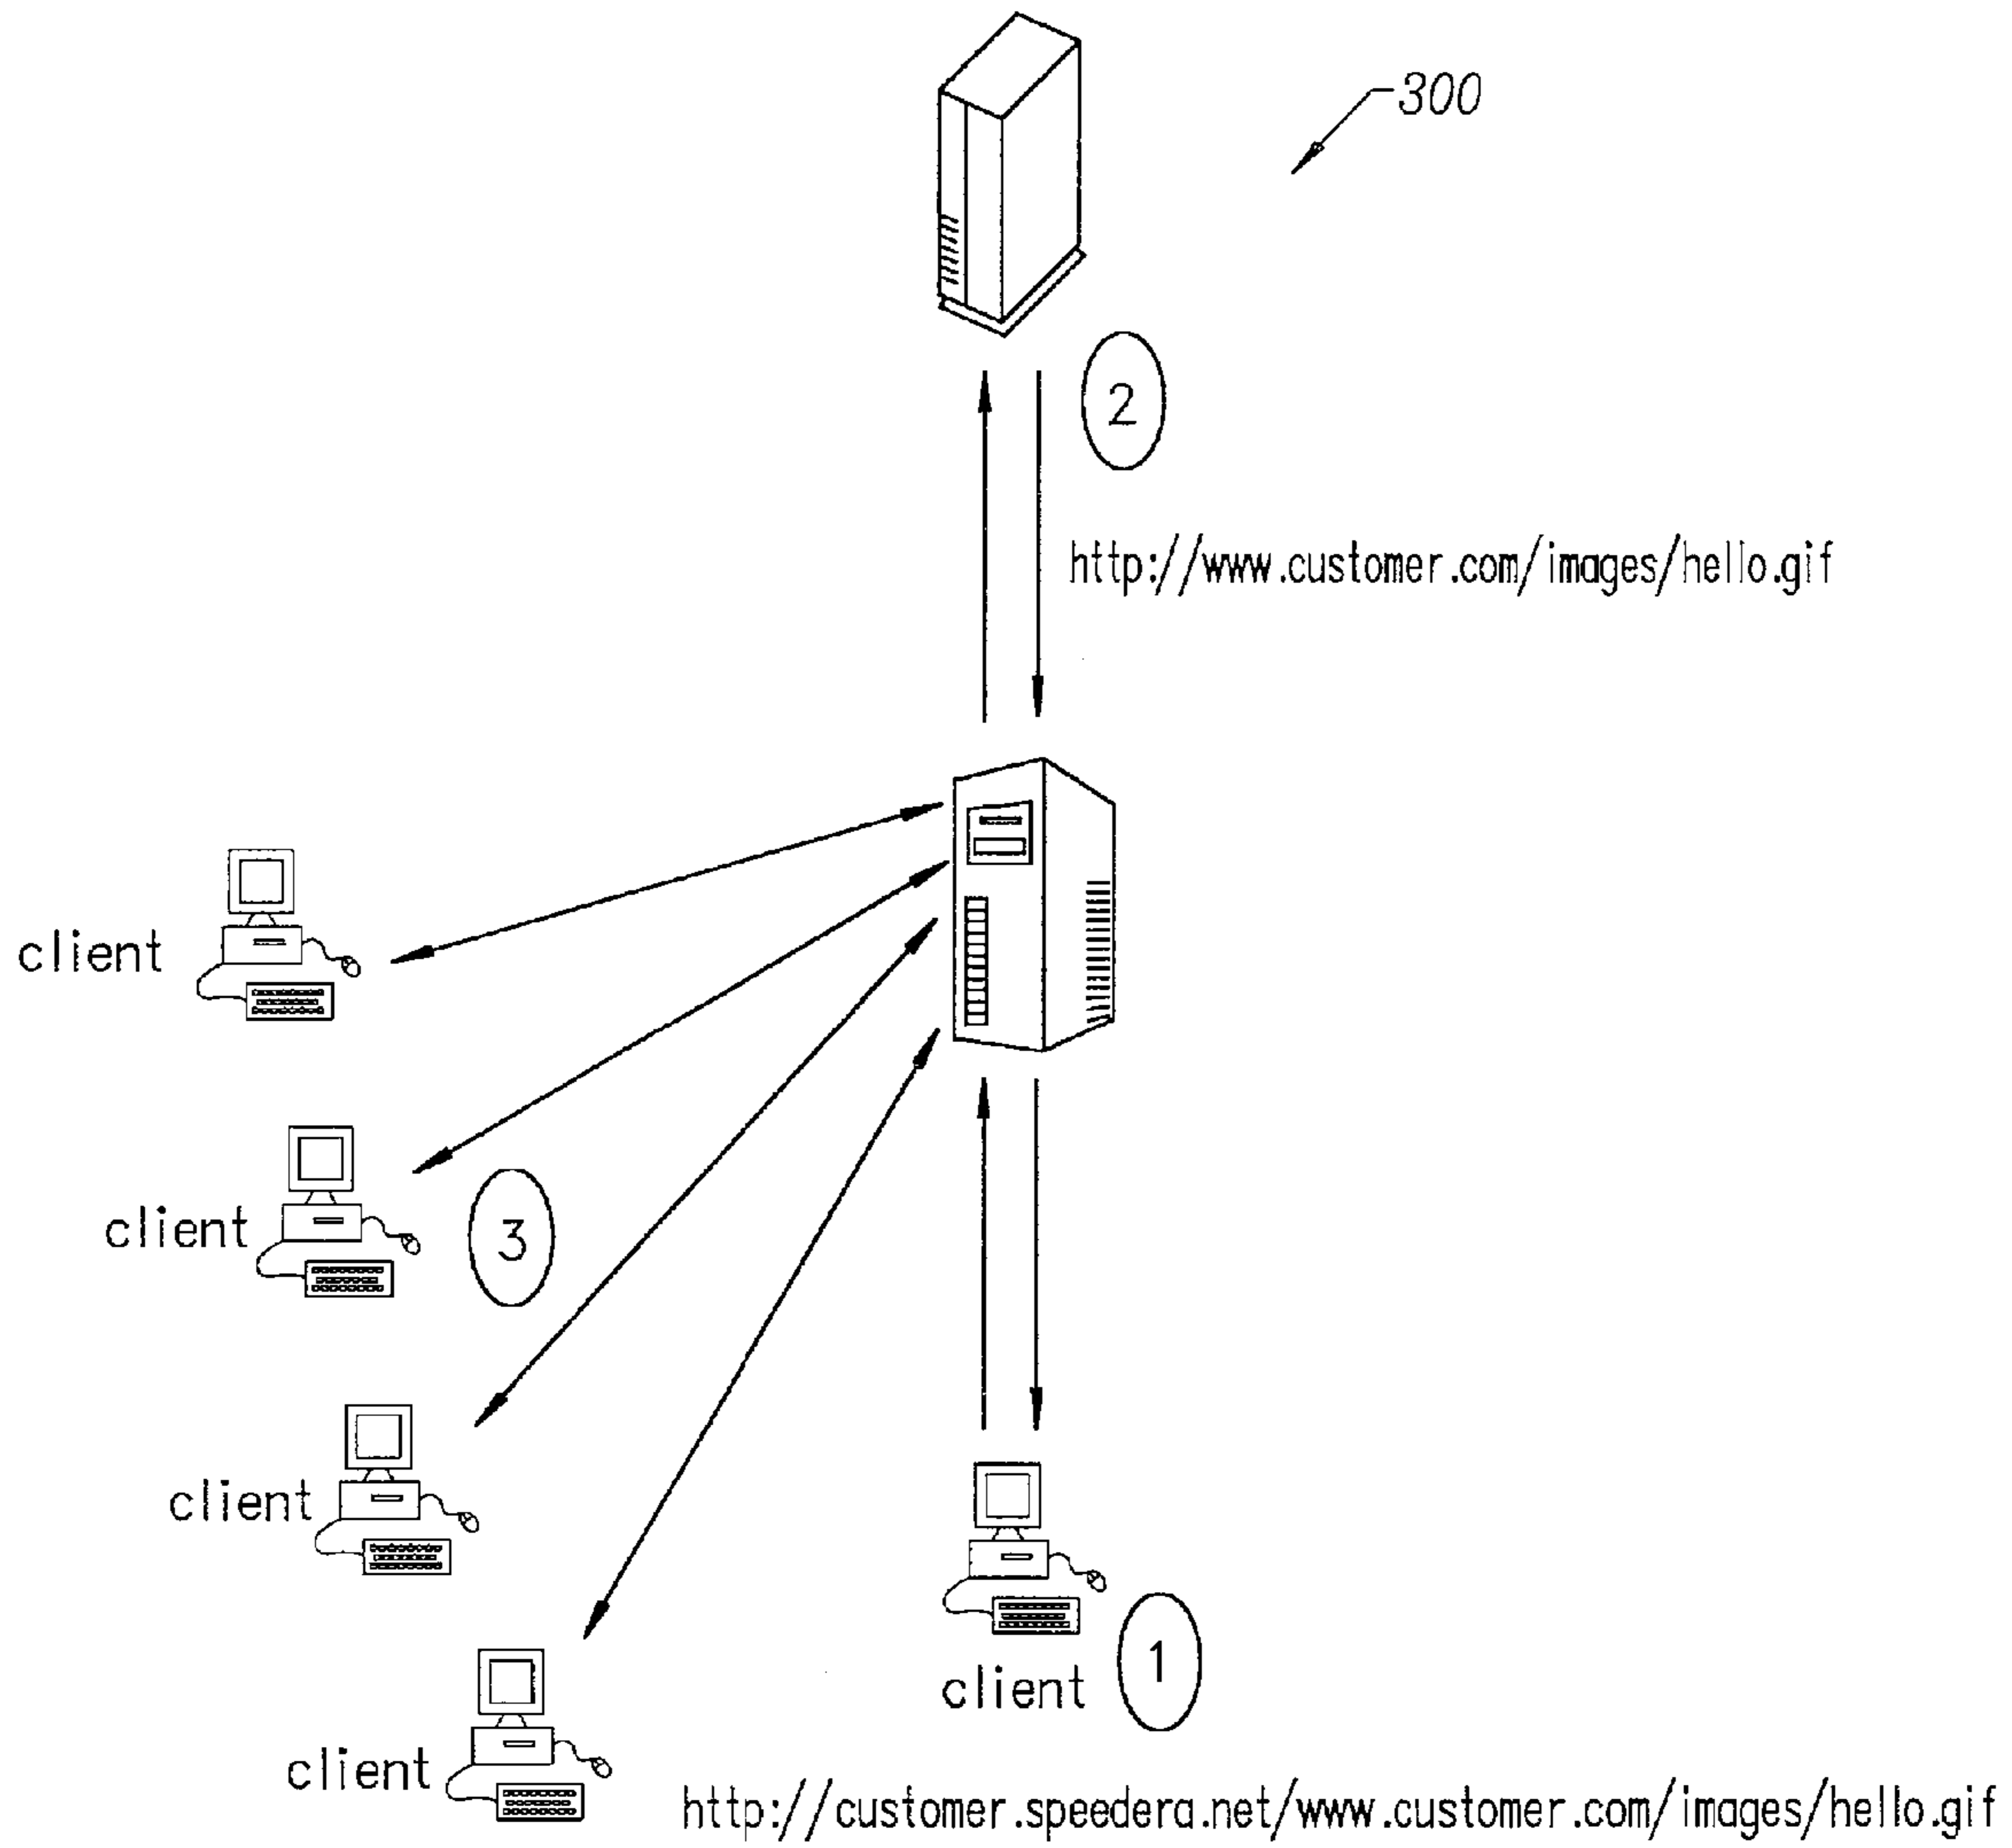 300
2
http://www.customer.com/images/hello.gif
client
client
3
client
client
1
client
http://customer.speedera.net/www.customer.com/images/hello.gif